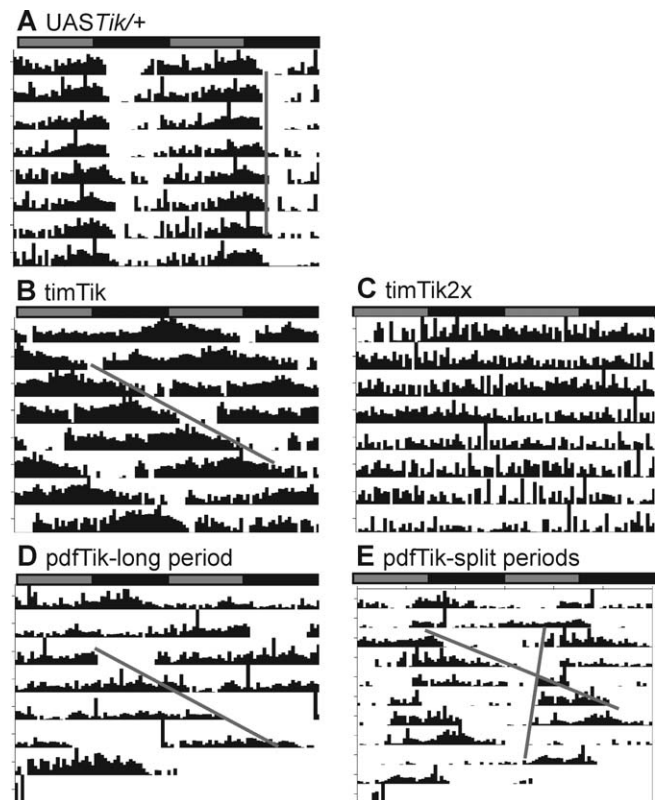 A UASTik/+
B timTik
C timTik2x
D pdfTik-long period
E pdfTik-split periods